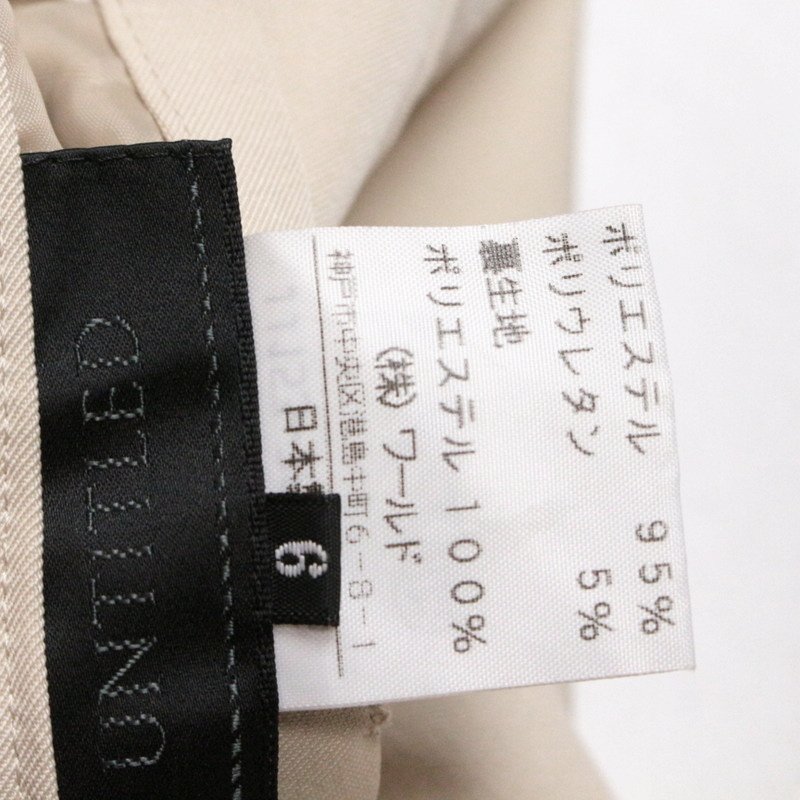 UNTITLED
6
ポリエステル 95%
ポリウレタン 5%
裏生地
ポリエステル 100%
(株)ワールド
神戸市中央区港島中町6-8-1
日本